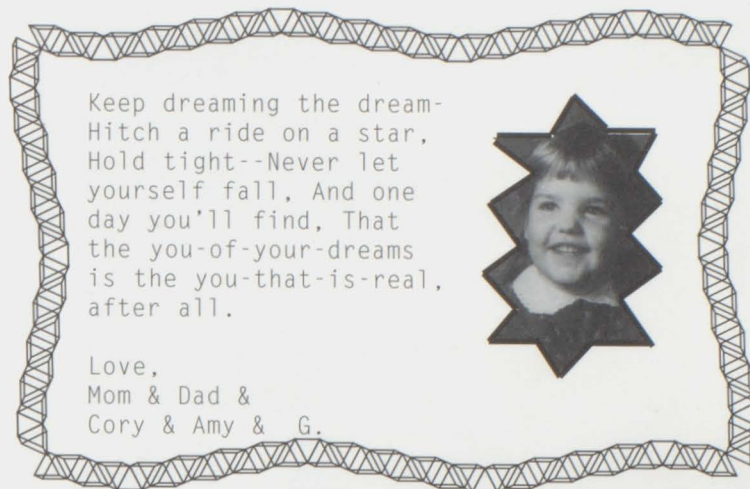 Keep dreaming the dream-
Hitch a ride on a star,
Hold tight--Never let
yourself fall, And one
day you'll find, That
the you-of-your-dreams
is the you-that-is-real,
after all.
Love,
Mom & Dad &
Cory & Amy & G.